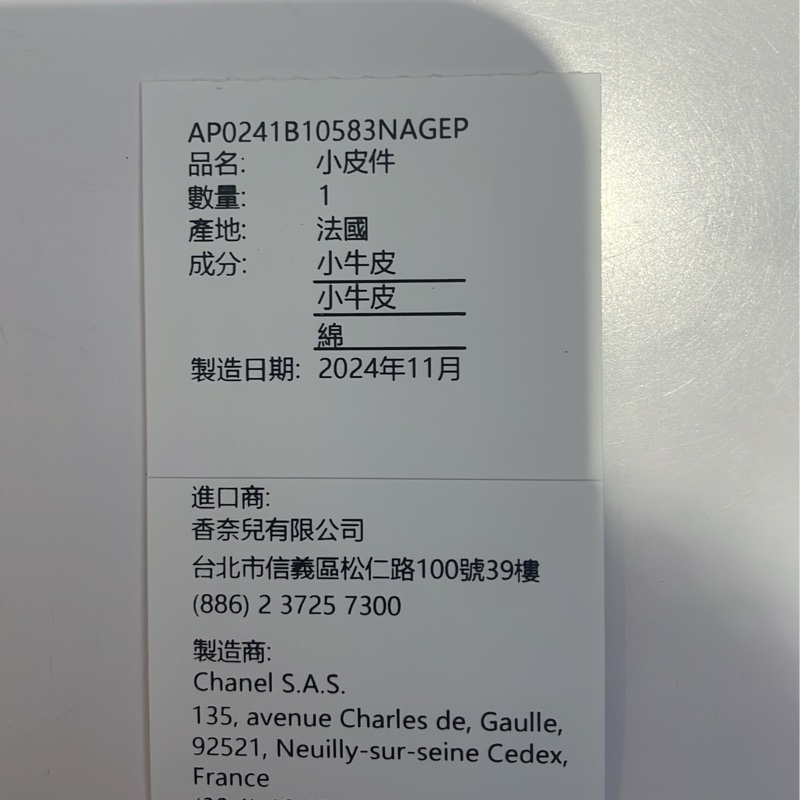 AP0241B10583NAGEP
品名: 小皮件
數量: 1
產地: 法國
成分: 小牛皮
小牛皮
綿
製造日期: 2024年11月
進口商:
香奈兒有限公司
台北市信義區松仁路100號39樓
(886) 2 3725 7300
製造商:
Chanel S.A.S.
135, avenue Charles de, Gaulle,
92521, Neuilly-sur-seine Cedex,
France